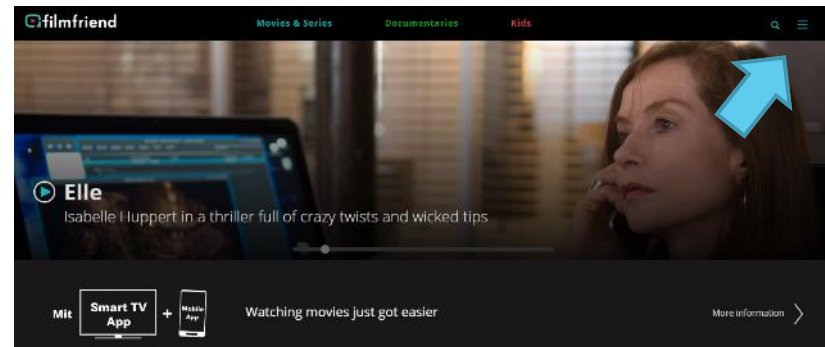 filmfriend
Movies & Series
Documentaries
Kids
Elle
Isabelle Huppert in a thriller full of crazy twists and wicked tips
Mit
Smart TV
App
+
Mobile
App
Watching movies just got easier
More information